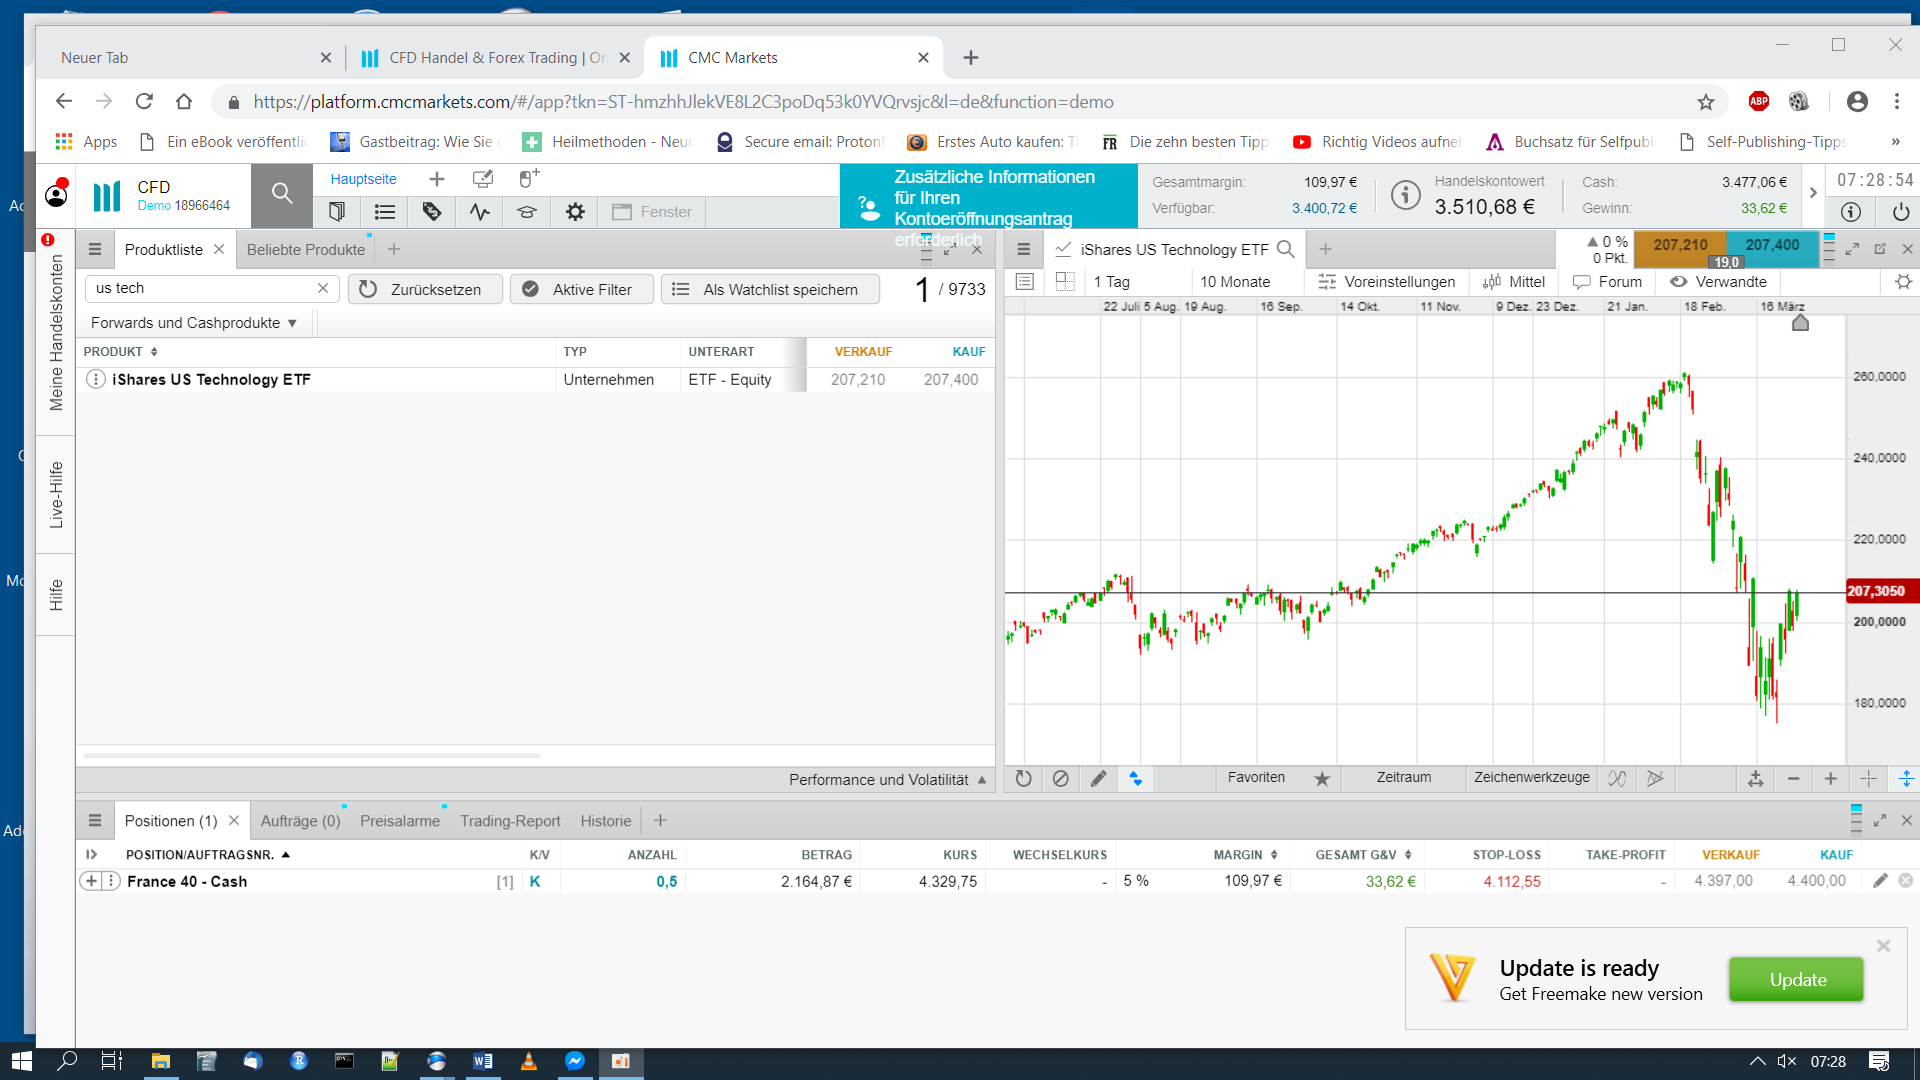 Neuer Tab
CFD Handel & Forex Trading | On
CMC Markets
https://platform.cmcmarkets.com/#/app?tkn=ST-hmzhhJlekVE8L2C3poDq53k0YVQrvsjc&l=de&function=demo
ABP
Apps
Ein eBook veröffentlic
Gastbeitrag: Wie Sie e
Heilmethoden - Neur
Secure email: Proton
Erstes Auto kaufen: T
FR
Die zehn besten Tipp
Richtig Videos aufneh
Buchsatz für Selfpubl
Self-Publishing-Tipps
»
CFD
Demo 18966464
Hauptseite
Fenster
Zusätzliche Informationen
für Ihren
Kontoeröffnungsantrag
erforderlich
Gesamtmargin: 109,97 €
Verfügbar: 3.400,72 €
Handelskontowert
3.510,68 €
Cash: 3.477,06 €
Gewinn: 33,62 €
07:28:54
Meine Handelskonten
Live-Hilfe
Hilfe
Produktliste
Beliebte Produkte
us tech
Zurücksetzen
Aktive Filter
Als Watchlist speichern
1 / 9733
Forwards und Cashprodukte
PRODUKT TYP UNTERART VERKAUF KAUF
iShares US Technology ETF Unternehmen ETF - Equity 207,210 207,400
Performance und Volatilität
iShares US Technology ETF
0 %
0 Pkt.
207,210
207,400
19,0
1 Tag
10 Monate
Voreinstellungen
Mittel
Forum
Verwandte
22 Juli 5 Aug. 19 Aug. 16 Sep. 14 Okt. 11 Nov. 9 Dez. 23 Dez. 21 Jan. 18 Feb. 16 März
260,0000
240,0000
220,0000
207,3050
200,0000
180,0000
Favoriten
Zeitraum
Zeichenwerkzeuge
Positionen (1)
Aufträge (0)
Preisalarme
Trading-Report
Historie
POSITION/AUFTRAGSNR. K/V ANZAHL BETRAG KURS WECHSELKURS MARGIN GESAMT G&V STOP-LOSS TAKE-PROFIT VERKAUF KAUF
France 40 - Cash [1] K 0,5 2.164,87 € 4.329,75 - 5 % 109,97 € 33,62 € 4.112,55 - 4.397,00 4.400,00
Update is ready
Get Freemake new version
Update
07:28